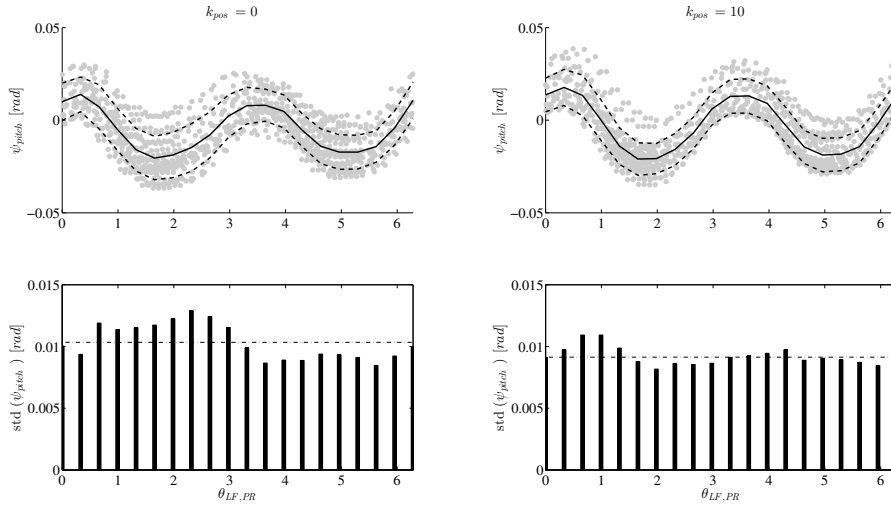 k_pos = 0
0.05
0
−0.05
ψ_pitch [rad]
0 1 2 3 4 5 6
k_pos = 10
0.05
0
−0.05
ψ_pitch [rad]
0 1 2 3 4 5 6
0.015
0.01
0.005
0
std (ψ_pitch ) [rad]
0 1 2 3 4 5 6
θ_LF,PR
0.015
0.01
0.005
0
std (ψ_pitch ) [rad]
0 1 2 3 4 5 6
θ_LF,PR